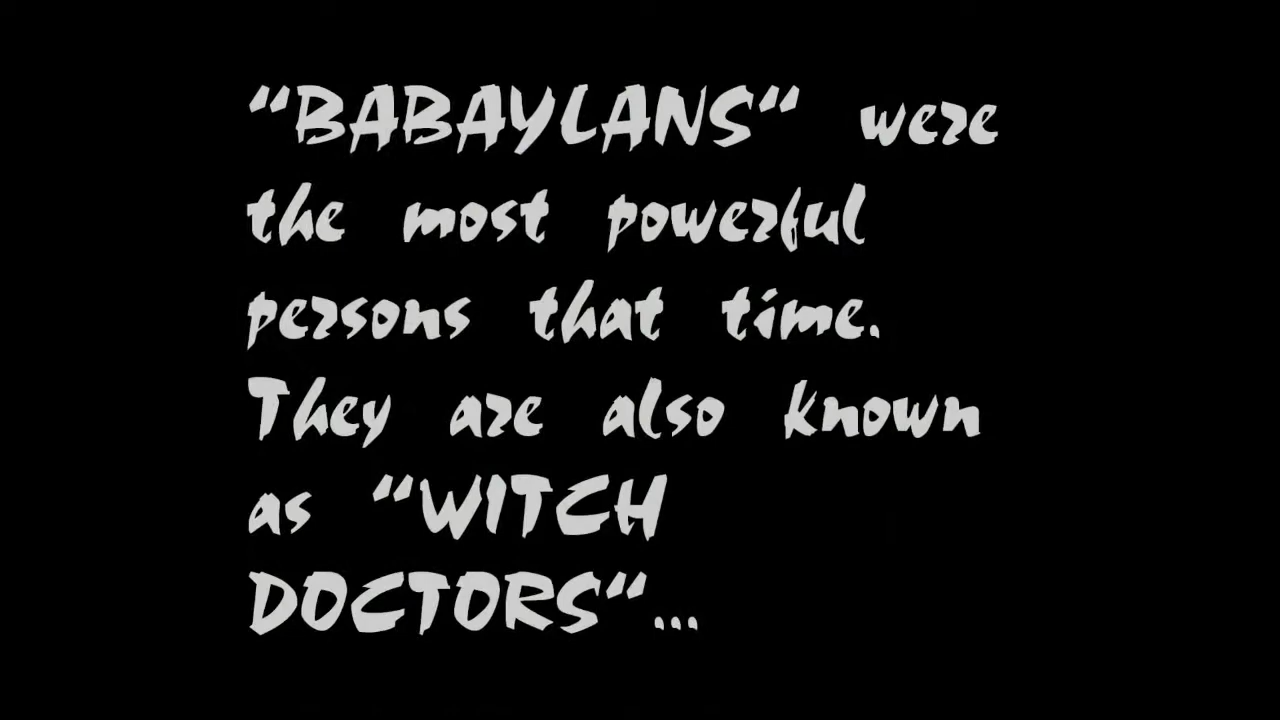 “BABAYLANS“ were
the most powerful
persons that time.
They are also known
as “WITCH
DOCTORS“...